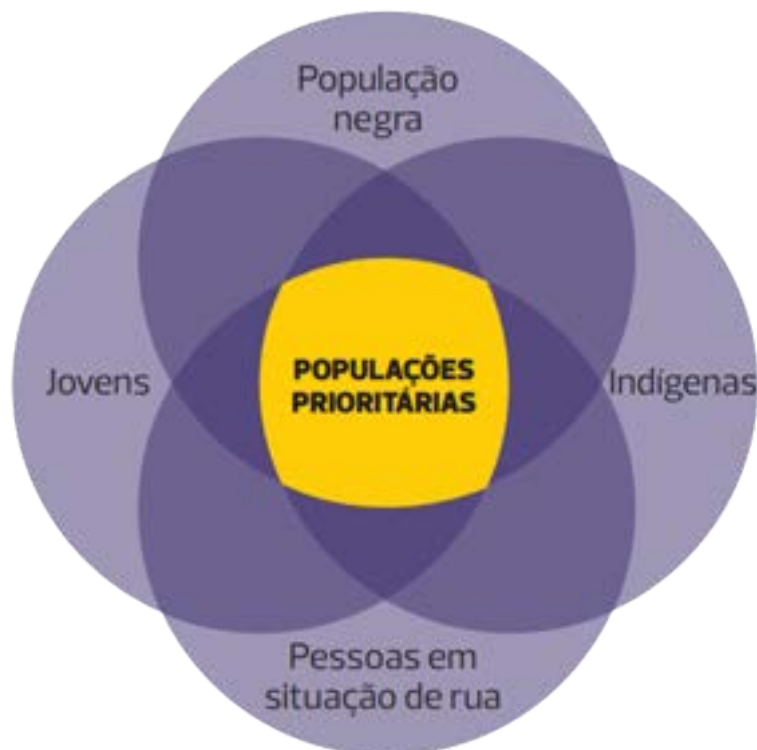 População
negra
Jovens
POPULAÇÕES
PRIORITÁRIAS
Indígenas
Pessoas em
situação de rua